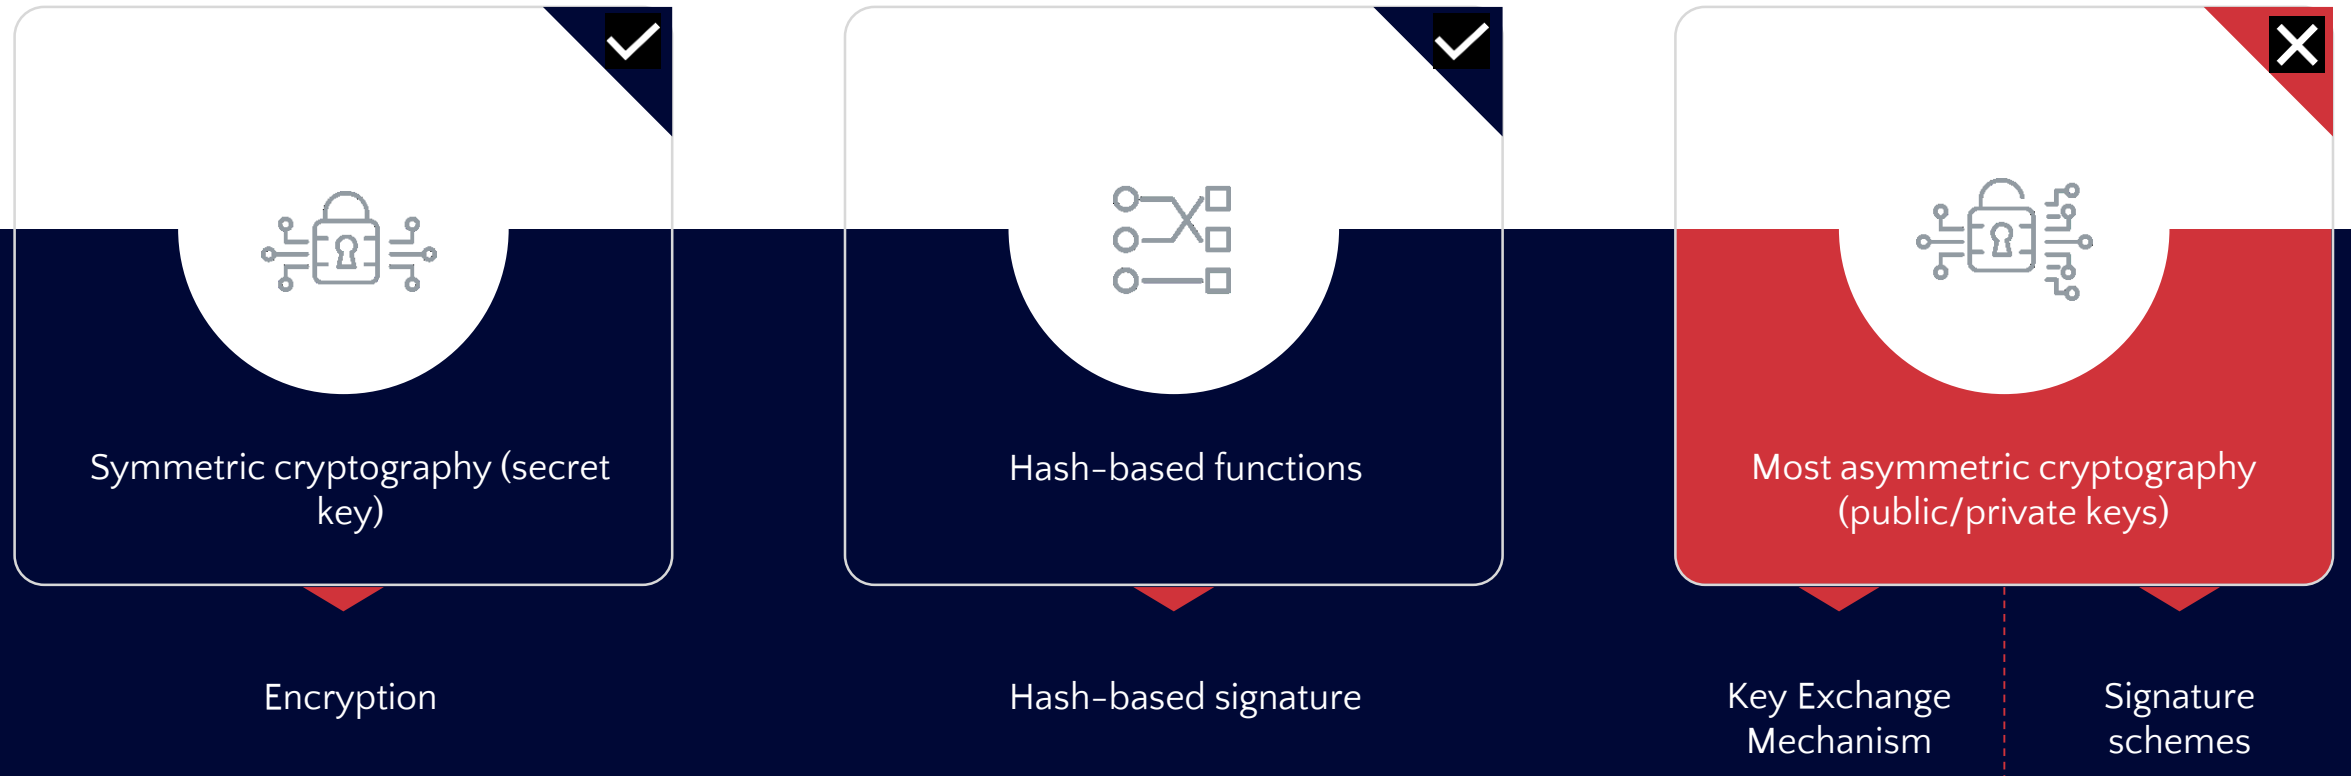 Symmetric cryptography (secret
key)
Encryption
Hash-based functions
Hash-based signature
Most asymmetric cryptography
(public/private keys)
Key Exchange
Mechanism
Signature
schemes